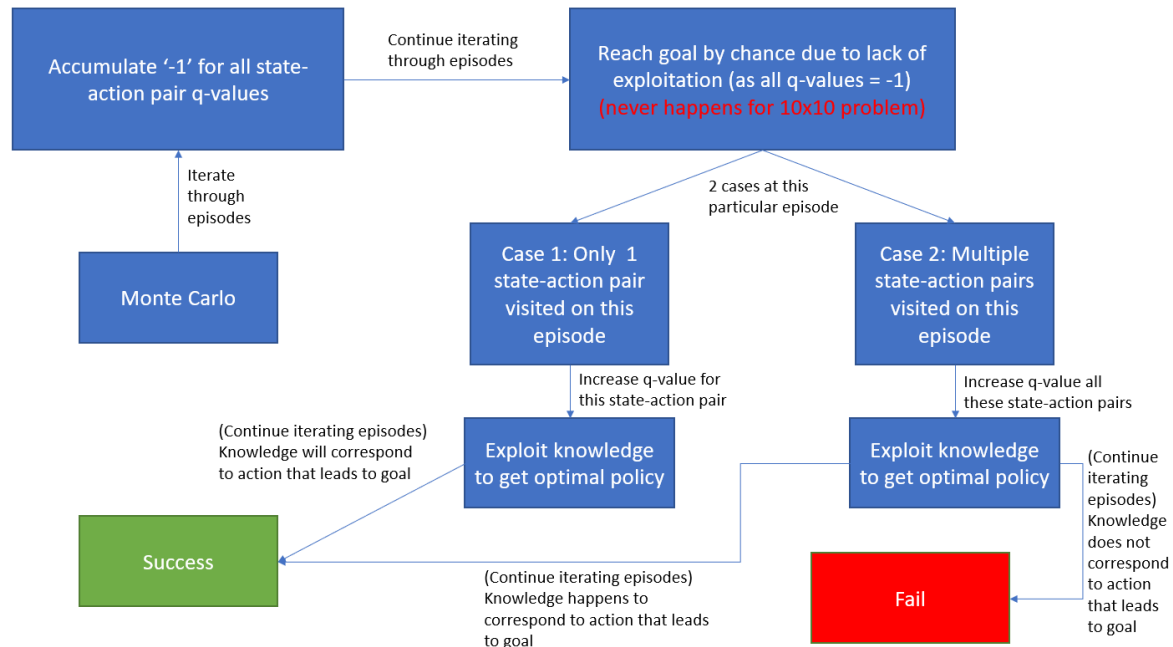 Accumulate ‘-1’ for all state-
action pair q-values
Continue iterating
through episodes
Reach goal by chance due to lack of
exploitation (as all q-values = -1)
(never happens for 10x10 problem)
Iterate
through
episodes
2 cases at this
particular episode
Monte Carlo
Case 1: Only 1
state-action pair
visited on this
episode
Case 2: Multiple
state-action pairs
visited on this
episode
Increase q-value for
this state-action pair
Increase q-value all
these state-action pairs
(Continue iterating episodes)
Knowledge will correspond
to action that leads to goal
Exploit knowledge
to get optimal policy
Exploit knowledge
to get optimal policy
(Continue
iterating
episodes)
Knowledge
does not
correspond
to action
that leads
to goal
Success
(Continue iterating episodes)
Knowledge happens to
correspond to action that leads
to goal
Fail